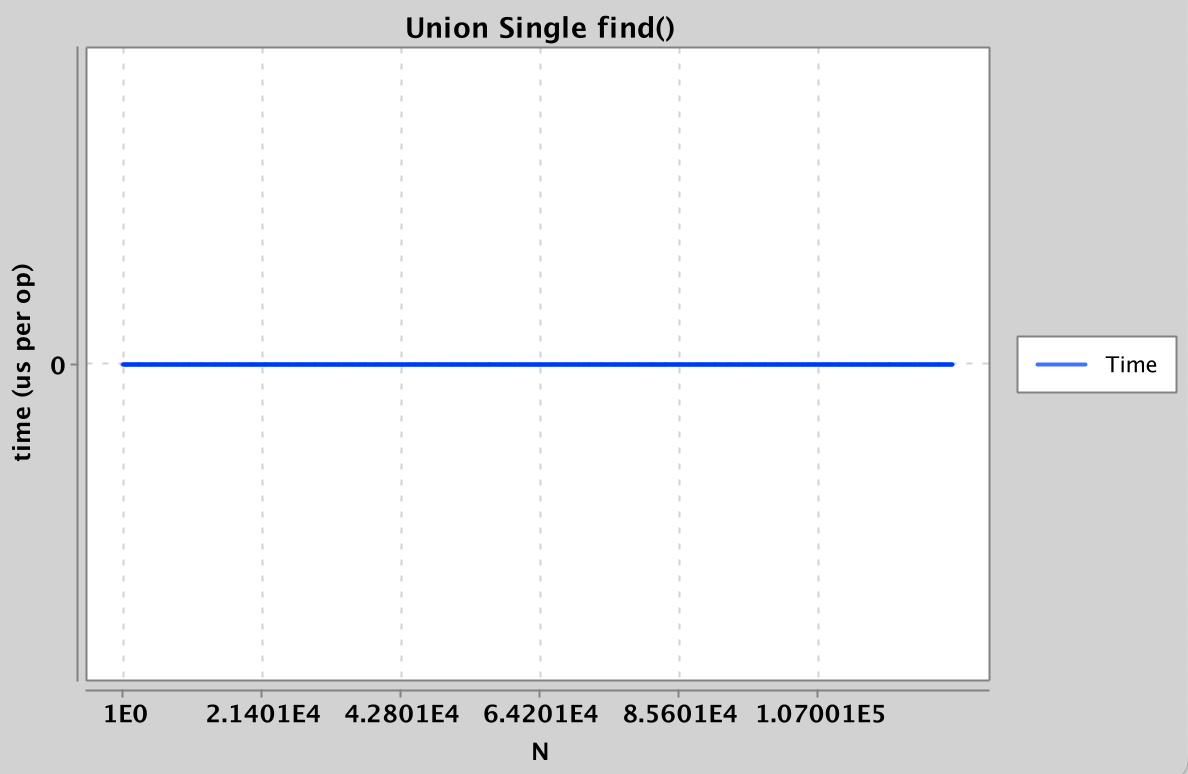 Union Single find()
time (us per op)
0
Time
1E0 2.1401E4 4.2801E4 6.4201E4 8.5601E4 1.07001E5
N